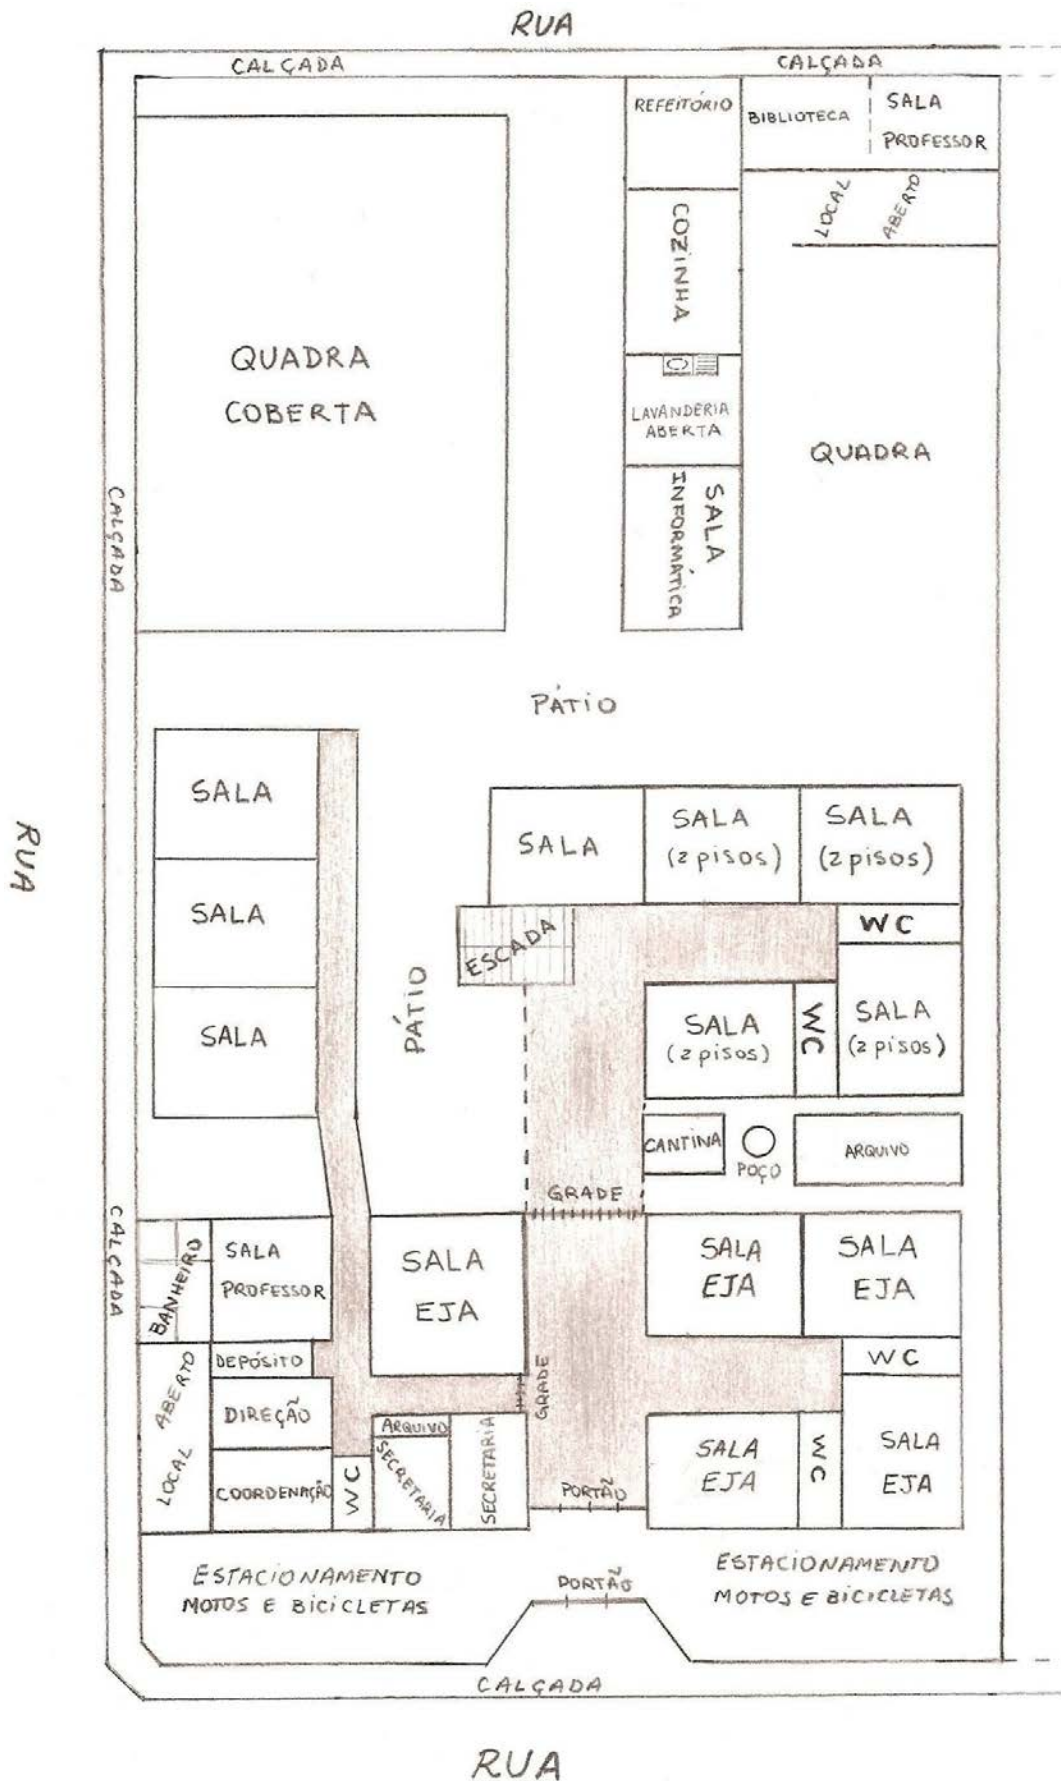 RUA
CALÇADA
CALÇADA
REFEITÓRIO
BIBLIOTECA
SALA
PROFESSOR
LOCAL
ABERTO
COZINHA
QUADRA
COBERTA
LAVANDERIA
ABERTA
QUADRA
SALA
INFORMÁTICA
CALÇADA
PÁTIO
RUA
SALA
SALA
SALA
SALA
SALA
(2 pisos)
SALA
(2 pisos)
WC
ESCADA
PÁTIO
SALA
(2 pisos)
WC
SALA
(2 pisos)
CANTINA
POÇO
ARQUIVO
GRADE
CALÇADA
BANHEIRO
SALA
PROFESSOR
SALA
EJA
SALA
EJA
SALA
EJA
WC
DEPÓSITO
GRADE
LOCAL ABERTO
DIREÇÃO
ARQUIVO
SECRETARIA
SECRETARIA
COORDENAÇÃO
WC
PORTÃO
SALA
EJA
WC
SALA
EJA
ESTACIONAMENTO
MOTOS E BICICLETAS
PORTÃO
ESTACIONAMENTO
MOTOS E BICICLETAS
CALÇADA
RUA